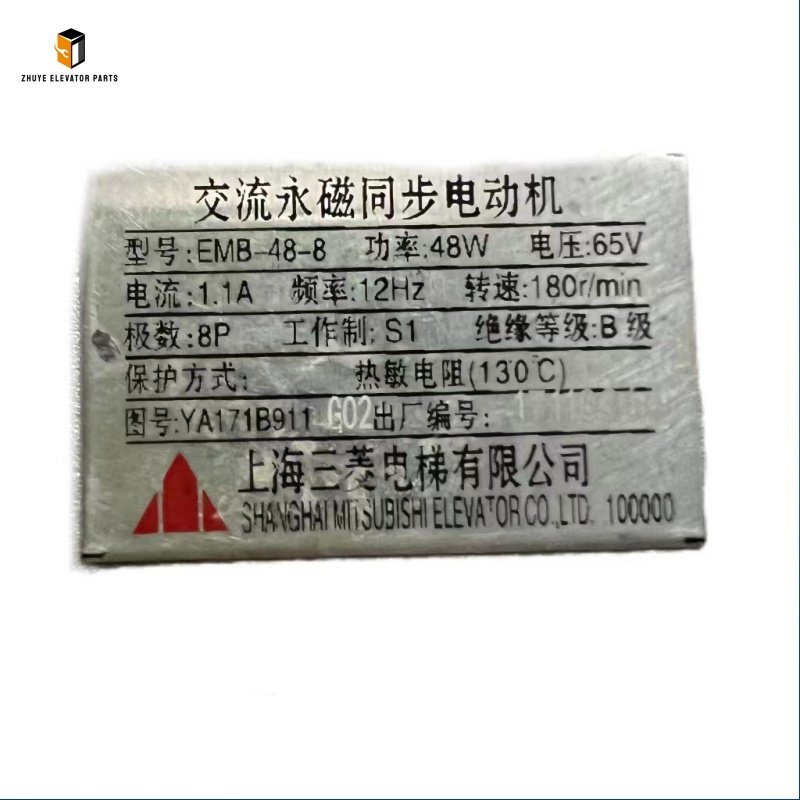 ZHUYE ELEVATOR PARTS
交流永磁同步电动机
型号:EMB-48-8 功率:48W 电压:65V
电流:1.1A 频率:12Hz 转速:180r/min
极数:8P 工作制:S1 绝缘等级:B级
保护方式: 热敏电阻(130℃)
图号:YA171B911 G02 出厂编号:
上海三菱电梯有限公司
SHANGHAI MITSUBISHI ELEVATOR CO.,LTD. 100000